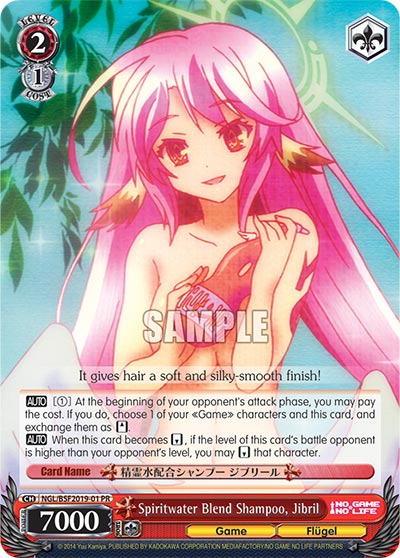 LEVEL
2
1
COST
SAMPLE
It gives hair a soft and silky-smooth finish!
AUTO [①] At the beginning of your opponent's attack phase, you may pay
the cost. If you do, choose 1 of your «Game» characters and this card, and
exchange them as [▲].
AUTO When this card becomes [▼], if the level of this card's battle opponent
is higher than your opponent's level, you may [▼] that character.
Card Name 精霊水配合シャンプー ジブリール
CH NGL/BSF2019-01 PR
Spiritwater Blend Shampoo, Jibril
NO GAME
NO LIFE
7000
Game Flügel
© 2014 Yuu Kamiya, PUBLISHED BY KADOKAWA CORPORATION MEDIAFACTORY/NO GAME NO LIFE COMMITTEE